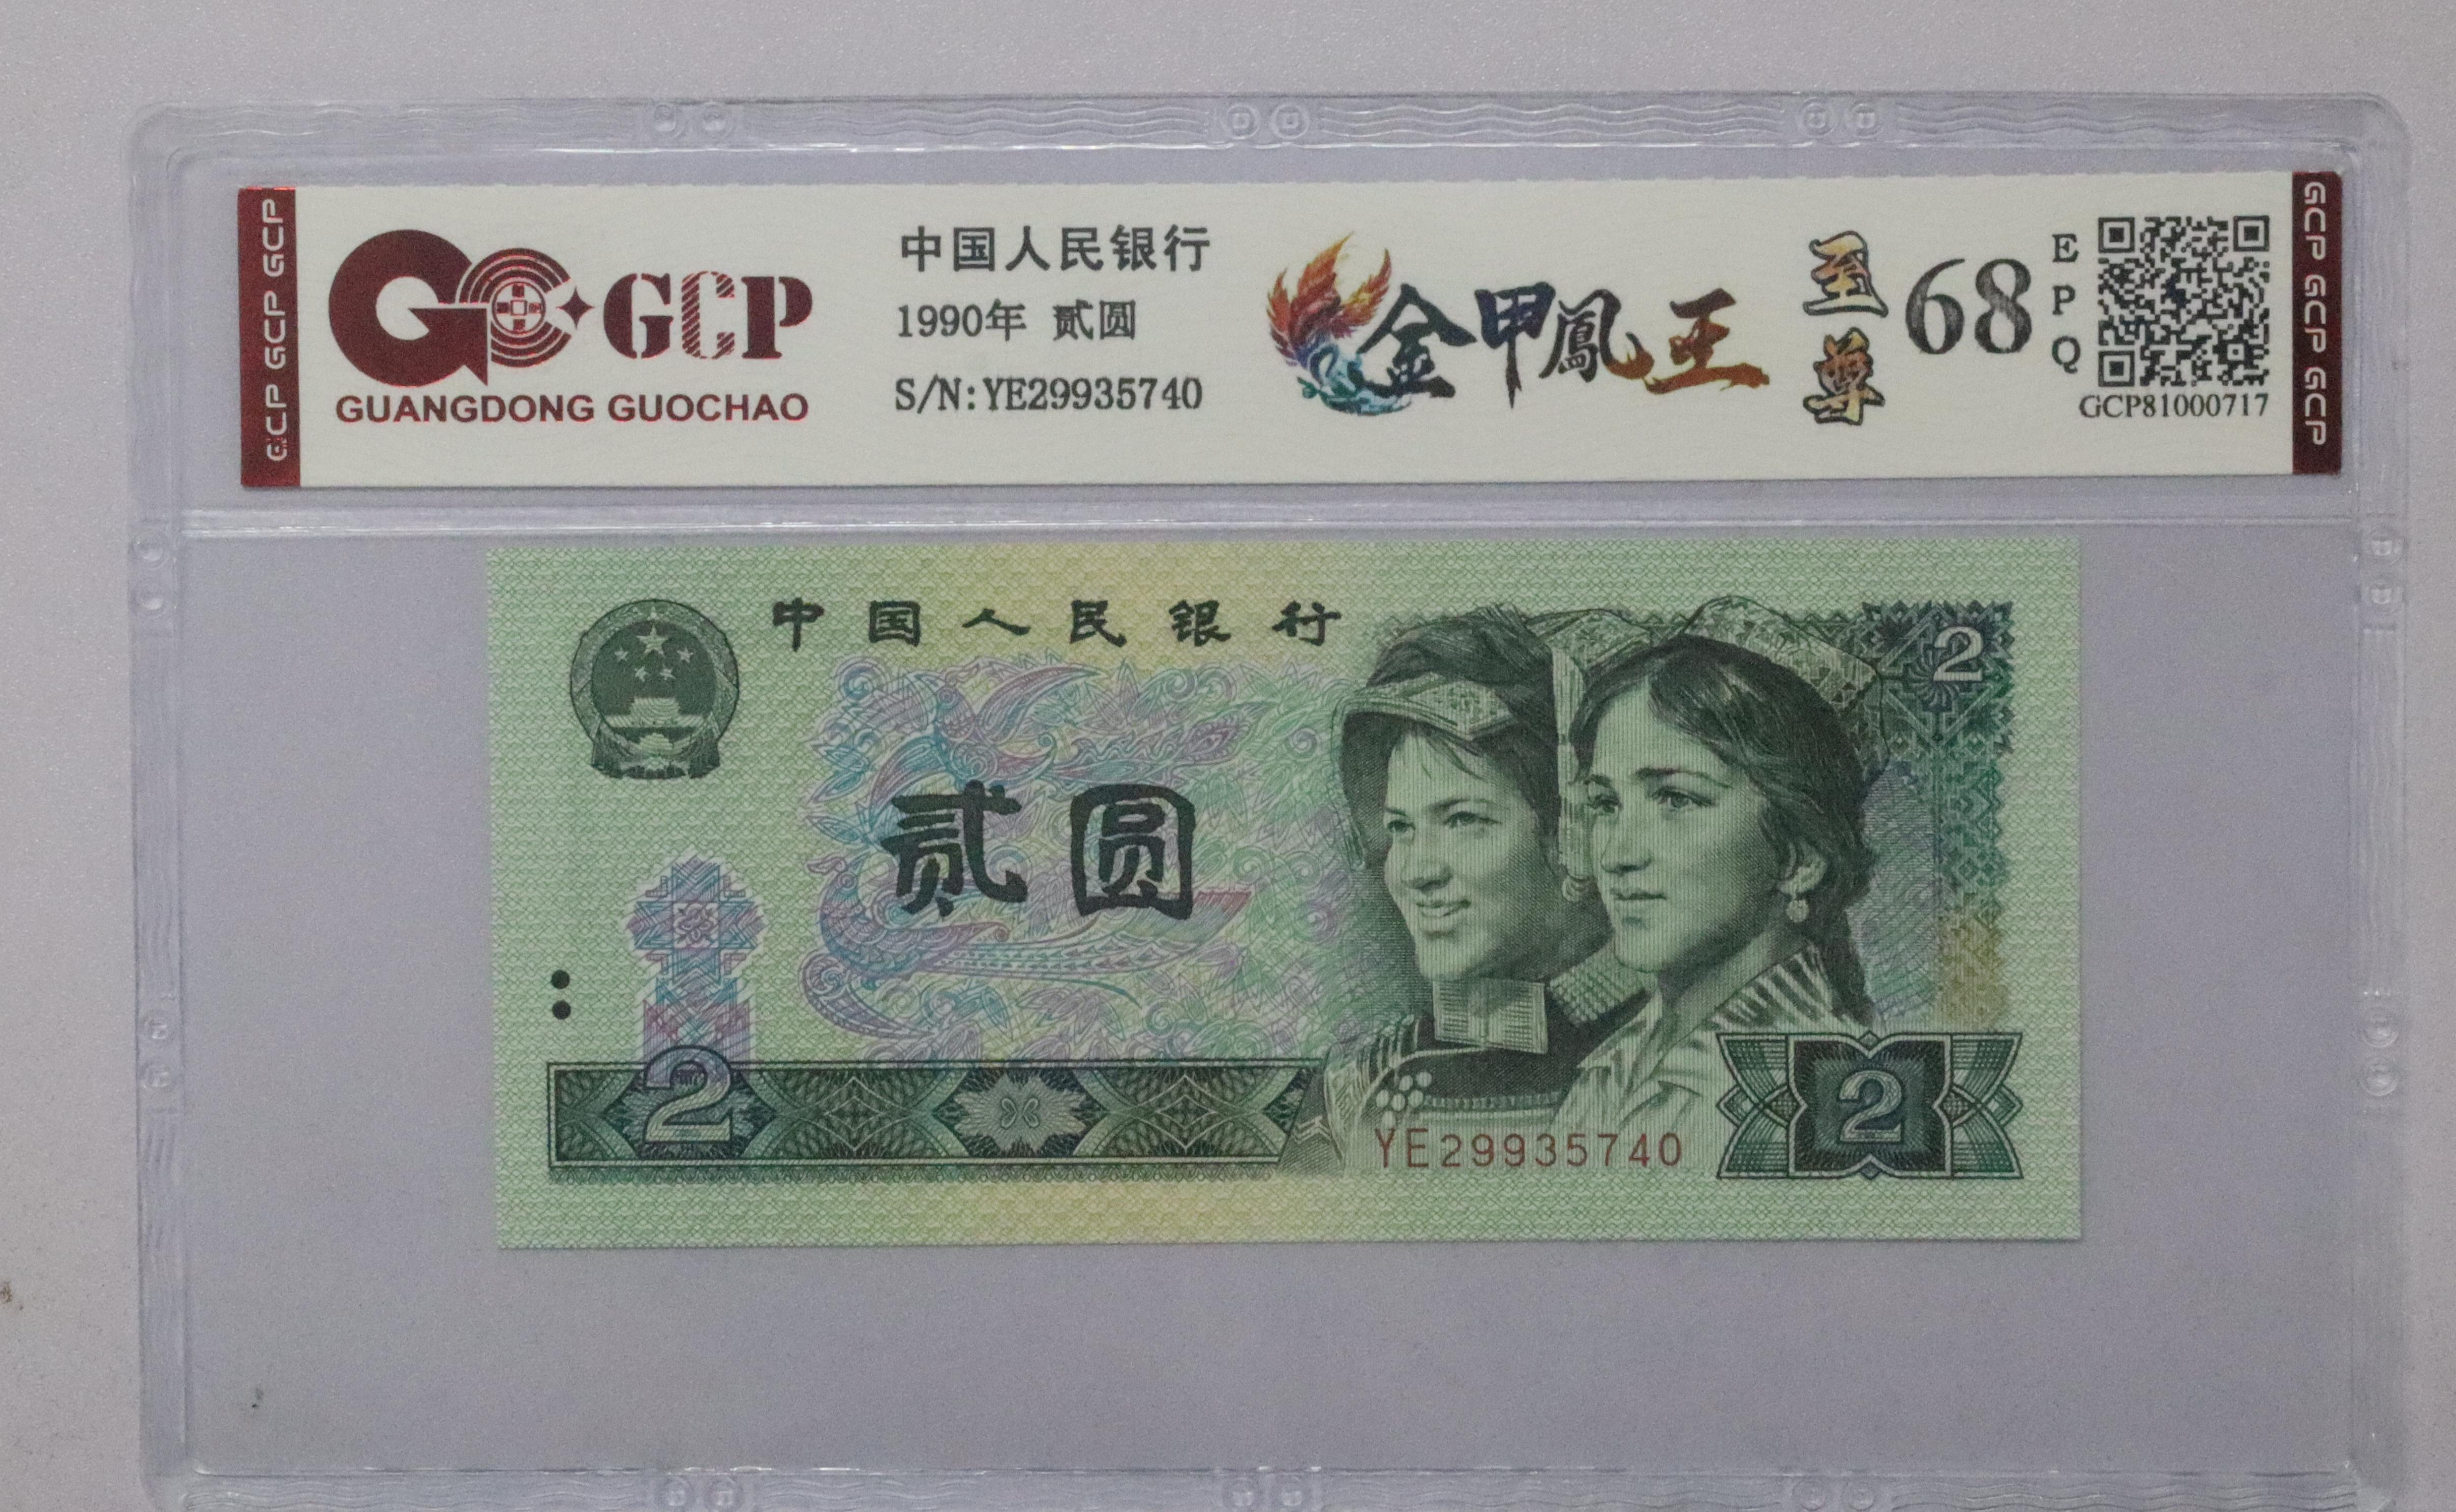 GCP GCP GCP
GCP
GUANGDONG GUOCHAO
中国人民银行
1990年 贰圆
S/N:YE29935740
金甲鳳王
至尊
68
EPQ
GCP81000717
GCP GCP GCP
中国人民银行
2
贰圆
2
YE29935740
2